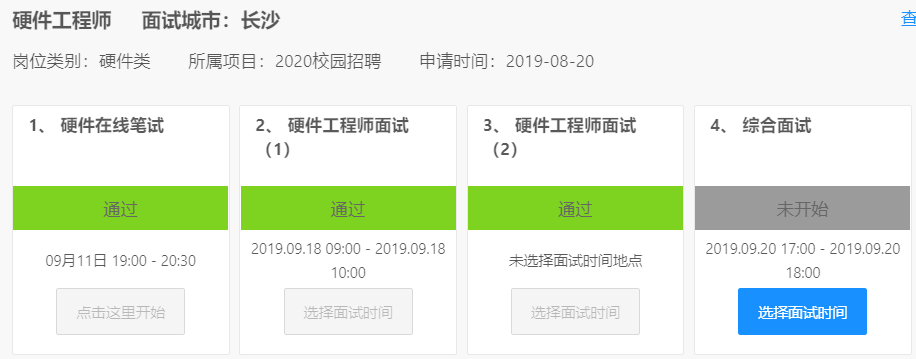 硬件工程师 面试城市：长沙 查
岗位类别：硬件类 所属项目：2020校园招聘 申请时间：2019-08-20
1、 硬件在线笔试
通过
09月11日 19:00 - 20:30
点击这里开始
2、 硬件工程师面试
（1）
通过
2019.09.18 09:00 - 2019.09.18
10:00
选择面试时间
3、 硬件工程师面试
（2）
通过
未选择面试时间地点
选择面试时间
4、 综合面试
未开始
2019.09.20 17:00 - 2019.09.20
18:00
选择面试时间